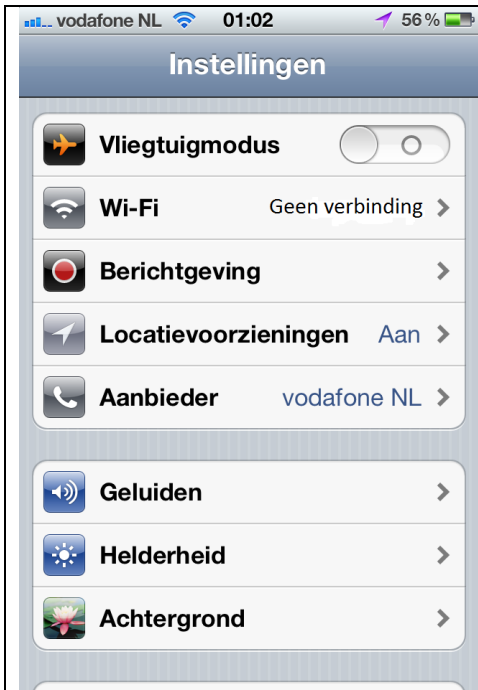 vodafone NL 01:02 56 %
Instellingen
Vliegtuigmodus
Wi-Fi Geen verbinding
Berichtgeving
Locatievoorzieningen Aan
Aanbieder vodafone NL
Geluiden
Helderheid
Achtergrond